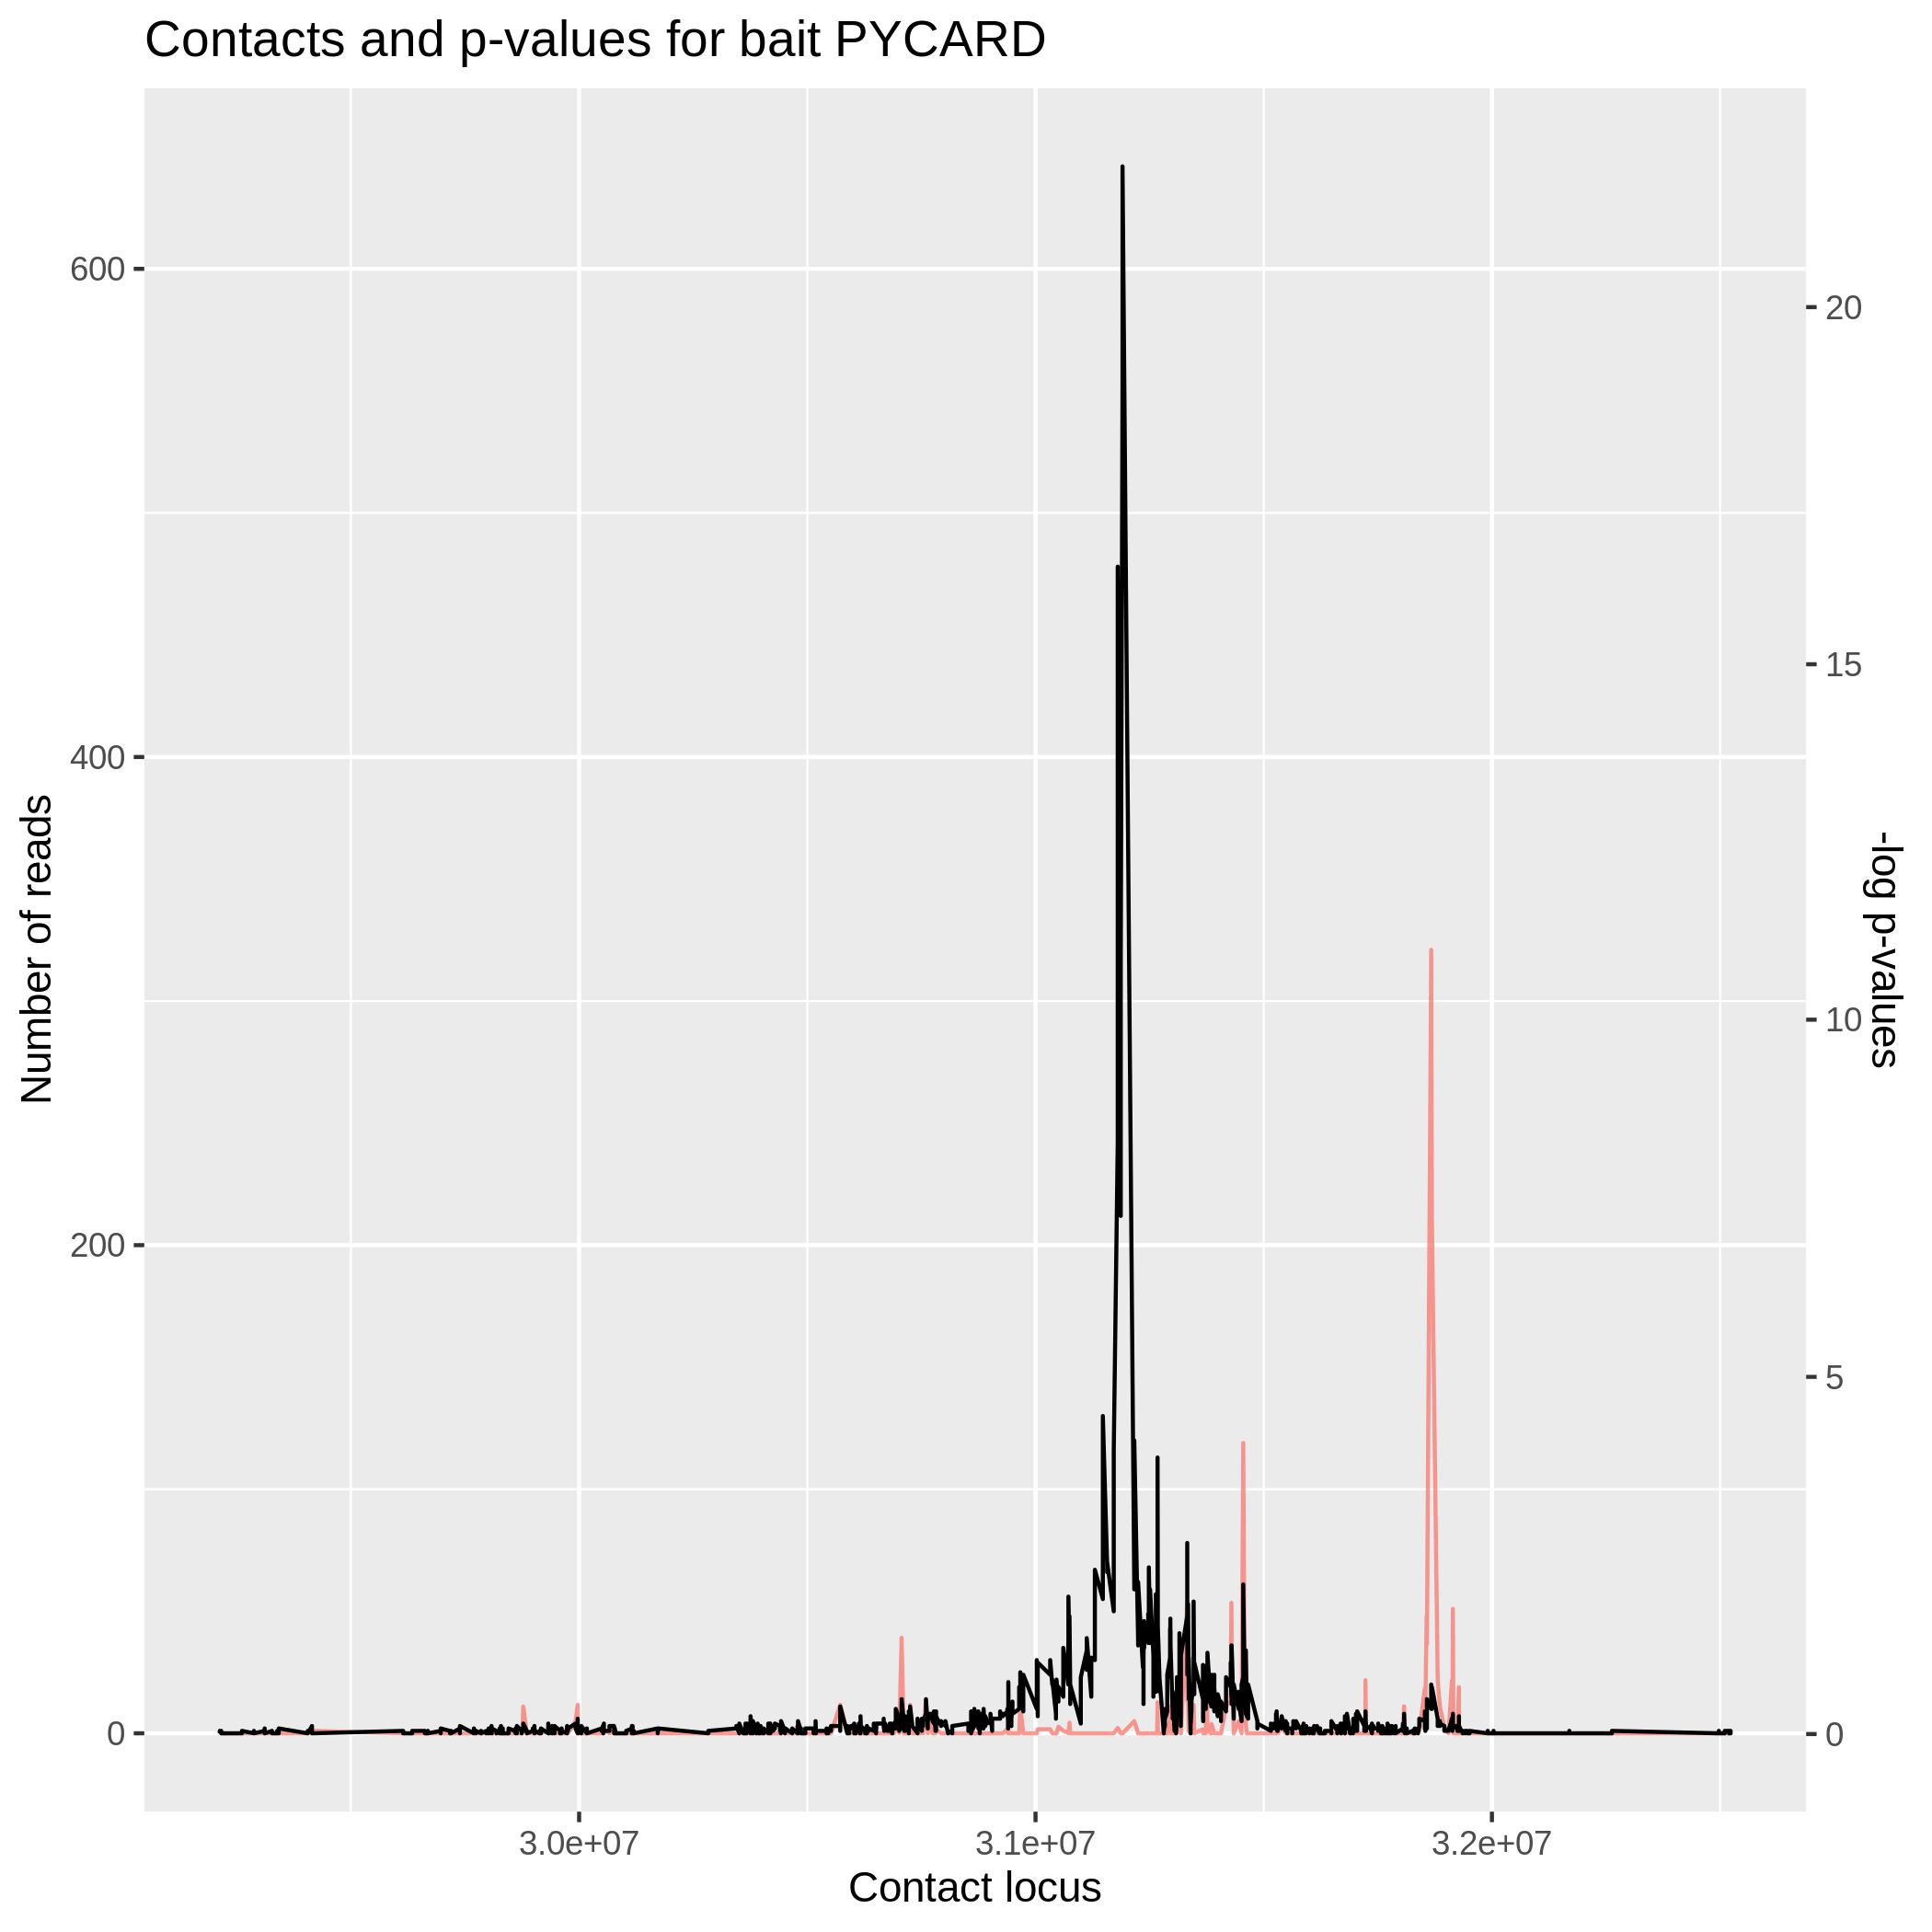 Contacts and p-values for bait PYCARD
600
400
200
0
Number of reads
20
15
10
5
0
-log p-values
3.0e+07
3.1e+07
3.2e+07
Contact locus